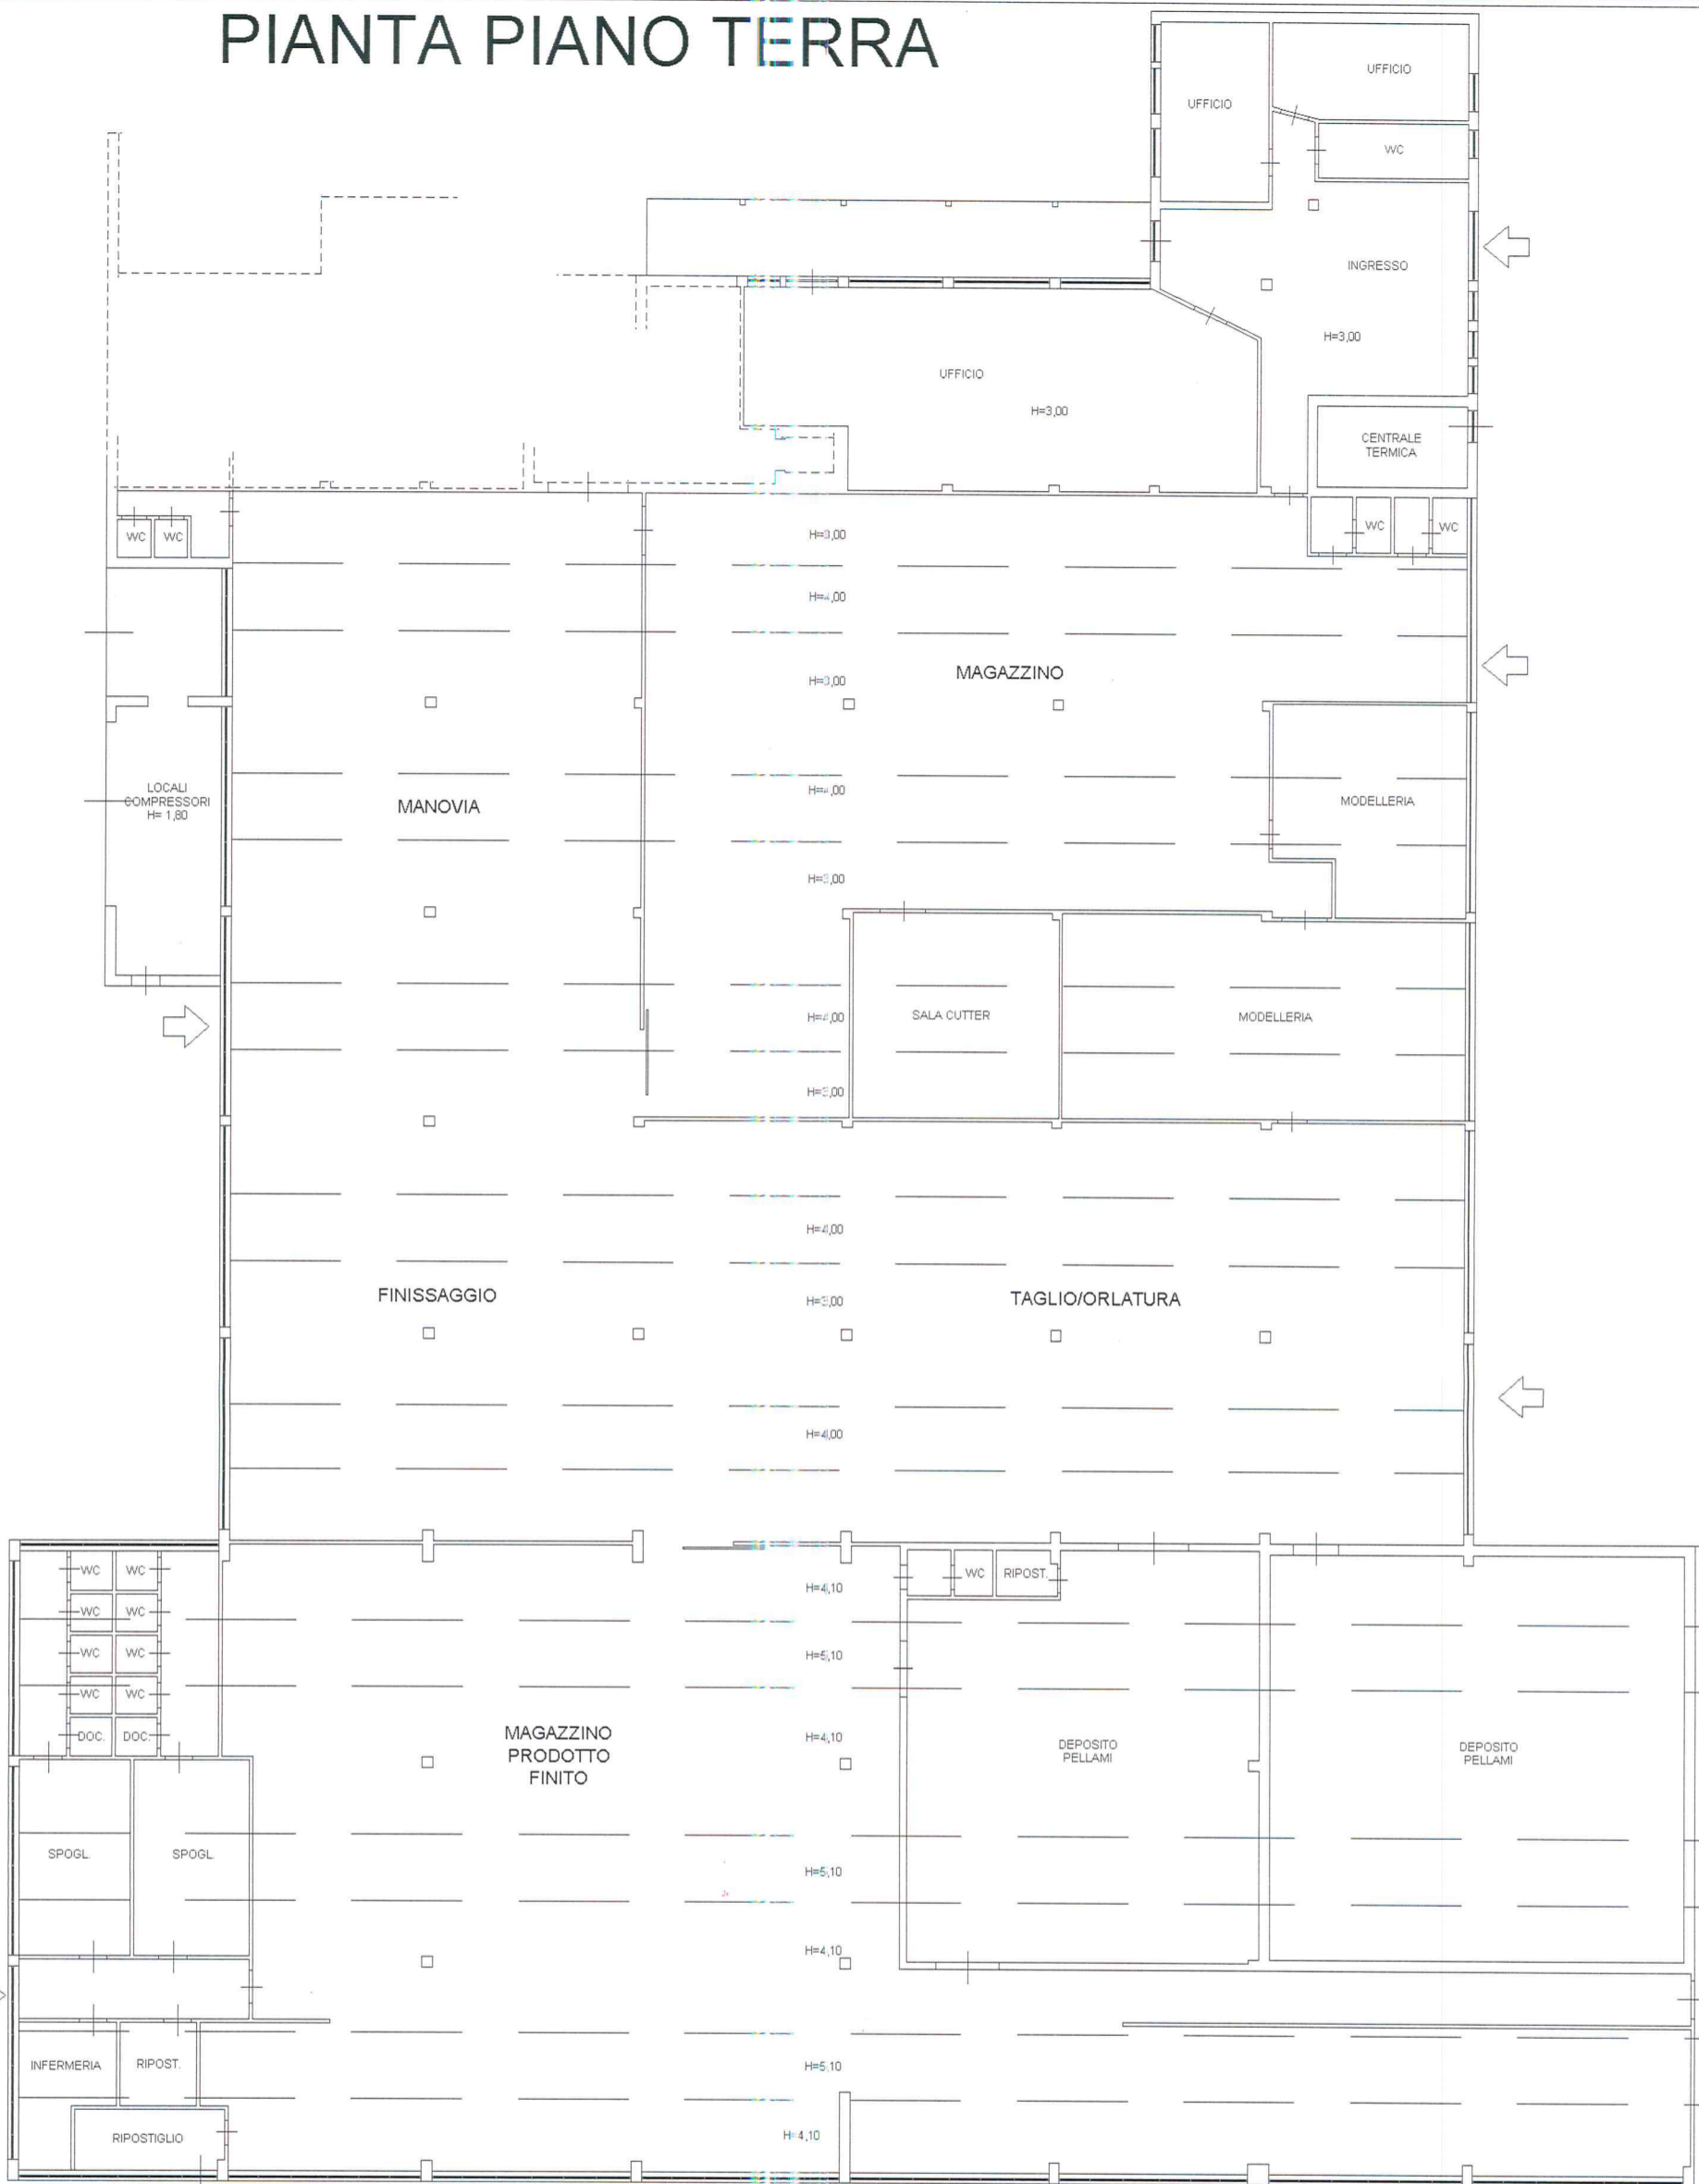 PIANTA PIANO TERRA
UFFICIO
UFFICIO
WC
INGRESSO
H=3,00
UFFICIO
H=3,00
CENTRALE
TERMICA
WC
WC
WC
WC
H=3,00
H=4,00
MAGAZZINO
H=3,00
LOCALI
COMPRESSORI
H= 1,80
MANOVIA
H=4,00
MODELLERIA
H=3,00
SALA CUTTER
H=4,00
MODELLERIA
H=3,00
H=4,00
FINISSAGGIO
H=3,00
TAGLIO/ORLATURA
H=4,00
WC
WC
H=4,10
WC
RIPOST.
WC
WC
WC
WC
H=5,10
WC
WC
DOC.
DOC.
MAGAZZINO
PRODOTTO
FINITO
H=4,10
DEPOSITO
PELLAMI
DEPOSITO
PELLAMI
SPOGL.
SPOGL.
H=5,10
H=4,10
INFERMERIA
RIPOST.
H=5,10
RIPOSTIGLIO
H=4,10